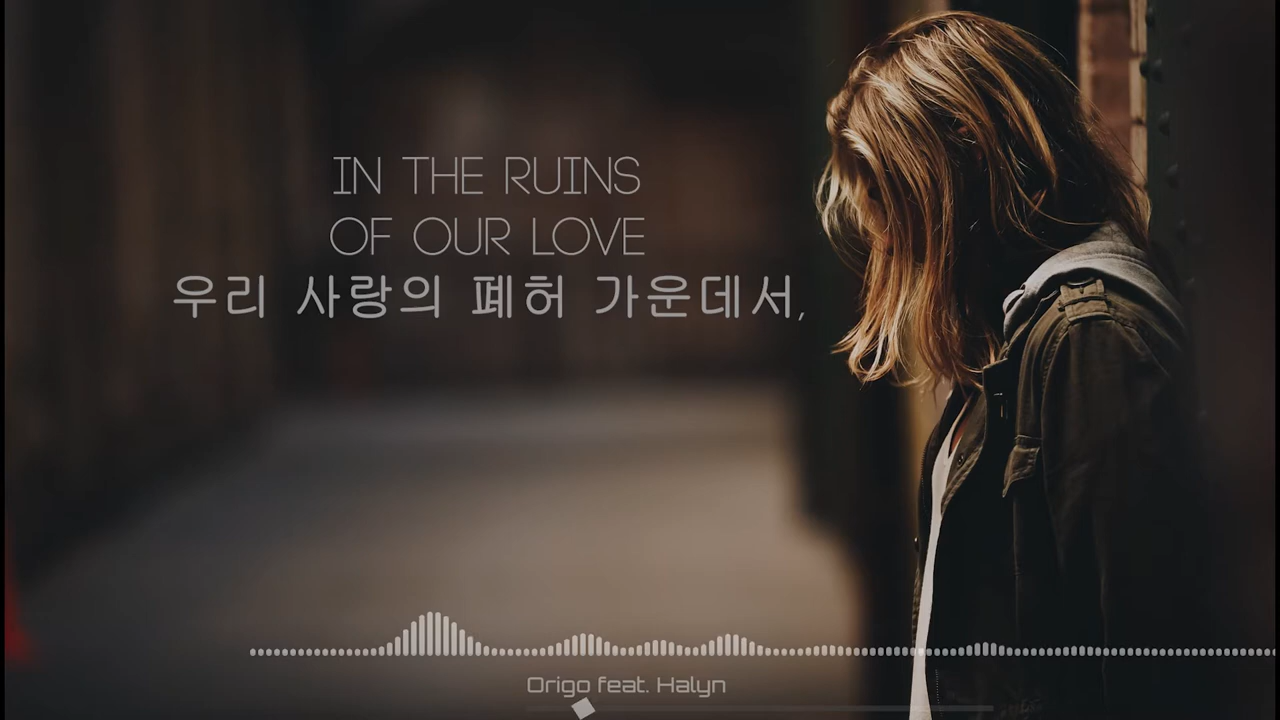 IN THE RUINS
OF OUR LOVE
우리 사랑의 폐허 가운데서,
Origo feat. Halyn